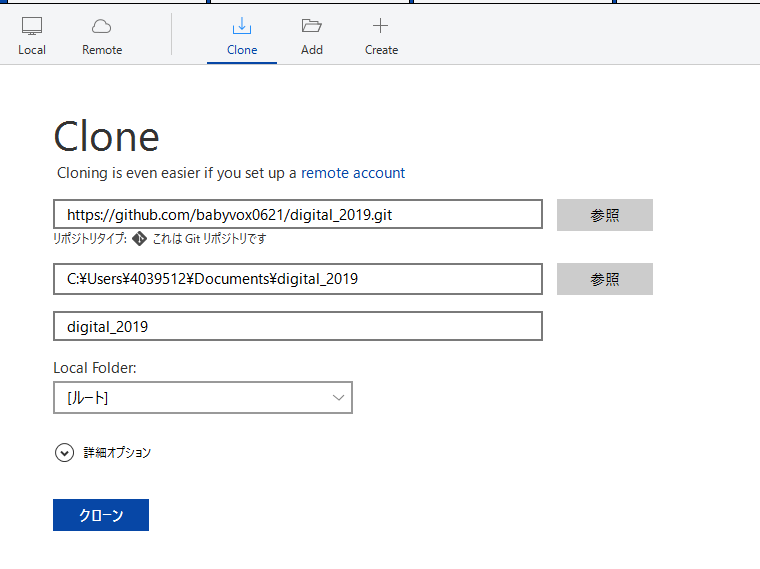 Local Remote Clone Add Create
Clone
Cloning is even easier if you set up a remote account
https://github.com/babyvox0621/digital_2019.git 参照
リポジトリタイプ: これは Git リポジトリです
C:¥Users¥4039512¥Documents¥digital_2019 参照
digital_2019
Local Folder:
[ルート]
詳細オプション
クローン